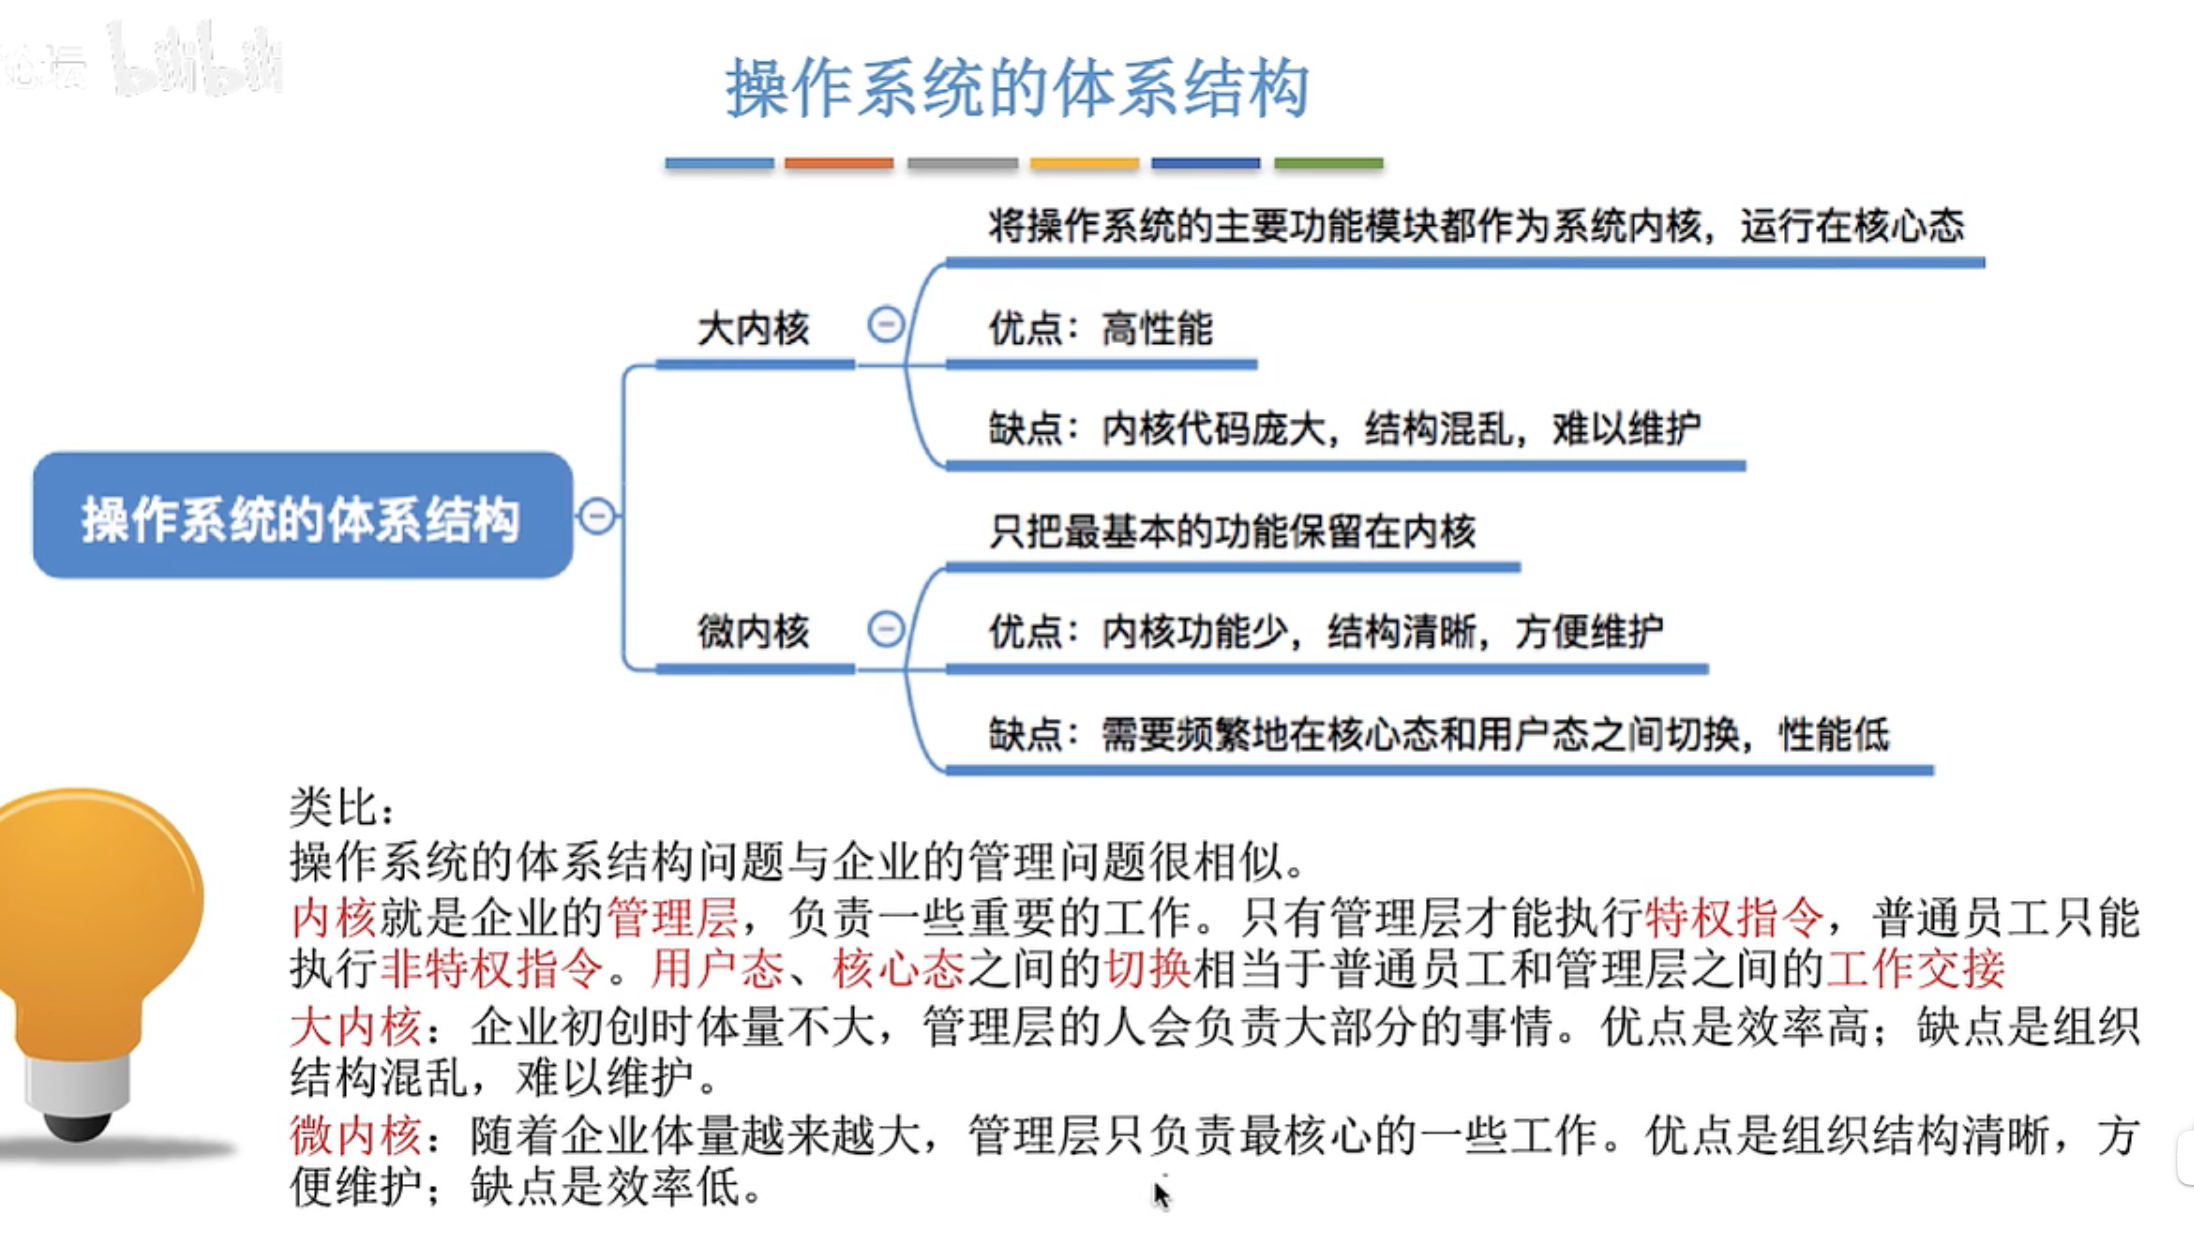 论坛 bilibili
操作系统的体系结构
将操作系统的主要功能模块都作为系统内核，运行在核心态
大内核
优点：高性能
缺点：内核代码庞大，结构混乱，难以维护
操作系统的体系结构
只把最基本的功能保留在内核
微内核
优点：内核功能少，结构清晰，方便维护
缺点：需要频繁地在核心态和用户态之间切换，性能低
类比：
操作系统的体系结构问题与企业的管理问题很相似。
内核就是企业的管理层，负责一些重要的工作。只有管理层才能执行特权指令，普通员工只能
执行非特权指令。用户态、核心态之间的切换相当于普通员工和管理层之间的工作交接
大内核：企业初创时体量不大，管理层的人会负责大部分的事情。优点是效率高；缺点是组织
结构混乱，难以维护。
微内核：随着企业体量越来越大，管理层只负责最核心的一些工作。优点是组织结构清晰，方
便维护；缺点是效率低。